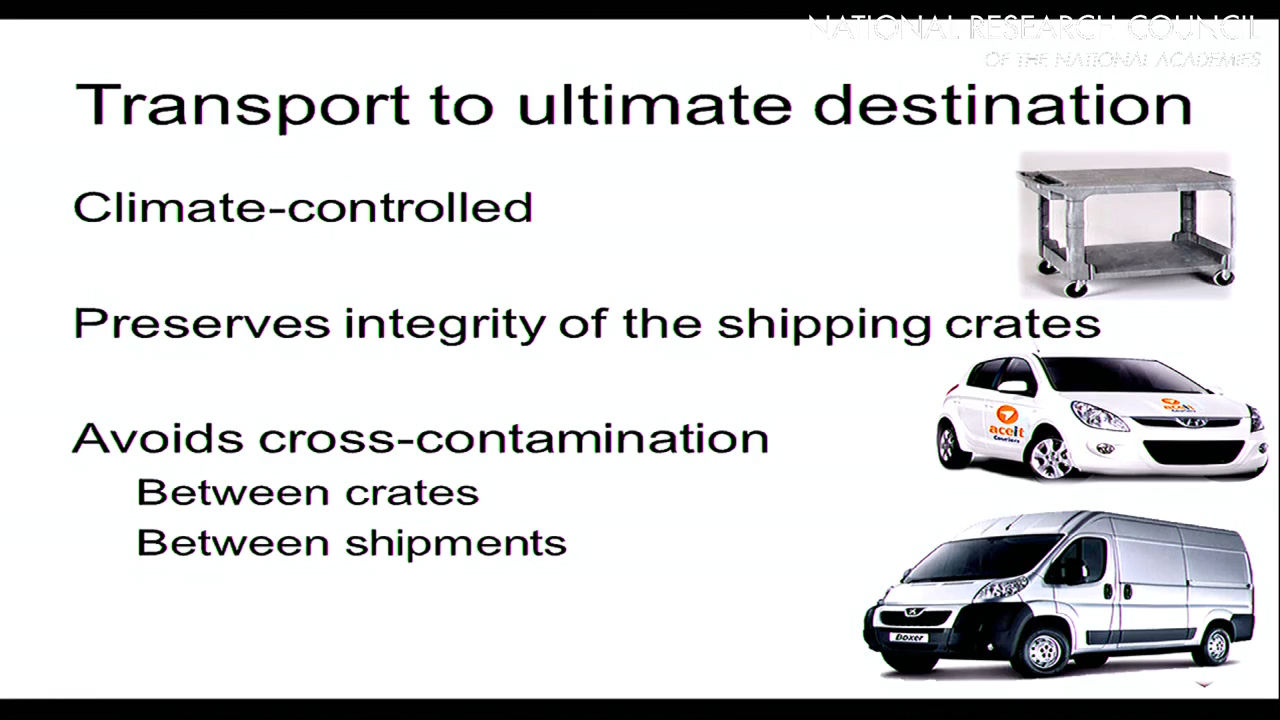 NATIONAL RESEARCH COUNCIL
OF THE NATIONAL ACADEMIES
Transport to ultimate destination
Climate-controlled
Preserves integrity of the shipping crates
aceit
Couriers
aceit
Avoids cross-contamination
Between crates
Between shipments
Boxer